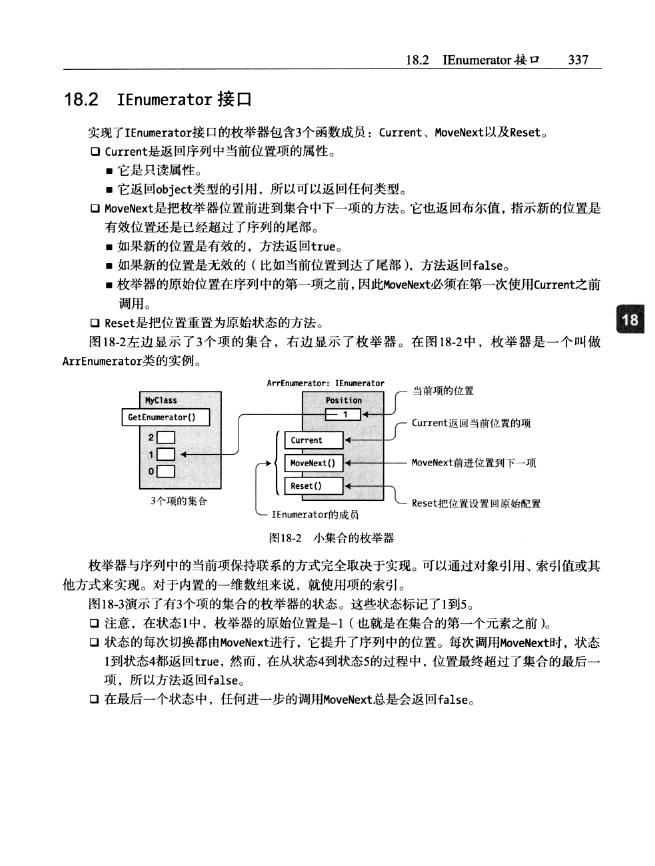 18.2 IEnumerator 接口 337
18.2 IEnumerator 接口
实现了IEnumerator接口的枚举器包含3个函数成员：Current、MoveNext以及Reset。
❑ Current是返回序列中当前位置项的属性。
■ 它是只读属性。
■ 它返回object类型的引用，所以可以返回任何类型。
❑ MoveNext是把枚举器位置前进到集合中下一项的方法。它也返回布尔值，指示新的位置是
有效位置还是已经超过了序列的尾部。
■ 如果新的位置是有效的，方法返回true。
■ 如果新的位置是无效的（比如当前位置到达了尾部），方法返回false。
■ 枚举器的原始位置在序列中的第一项之前，因此MoveNext必须在第一次使用Current之前
调用。
❑ Reset是把位置重置为原始状态的方法。
18
图18-2左边显示了3个项的集合，右边显示了枚举器。在图18-2中，枚举器是一个叫做
ArrEnumerator类的实例。
ArrEnumerator: IEnumerator
MyClass
GetEnumerator()
2
1
0
3个项的集合
Position
1
Current
MoveNext()
Reset()
IEnumerator的成员
当前项的位置
Current返回当前位置的项
MoveNext前进位置到下一项
Reset把位置设置回原始配置
图18-2 小集合的枚举器
枚举器与序列中的当前项保持联系的方式完全取决于实现。可以通过对象引用、索引值或其
他方式来实现。对于内置的一维数组来说，就使用项的索引。
图18-3演示了有3个项的集合的枚举器的状态。这些状态标记了1到5。
❑ 注意，在状态1中，枚举器的原始位置是-1（也就是在集合的第一个元素之前）。
❑ 状态的每次切换都由MoveNext进行，它提升了序列中的位置。每次调用MoveNext时，状态
1到状态4都返回true，然而，在从状态4到状态5的过程中，位置最终超过了集合的最后一
项，所以方法返回false。
❑ 在最后一个状态中，任何进一步的调用MoveNext总是会返回false。